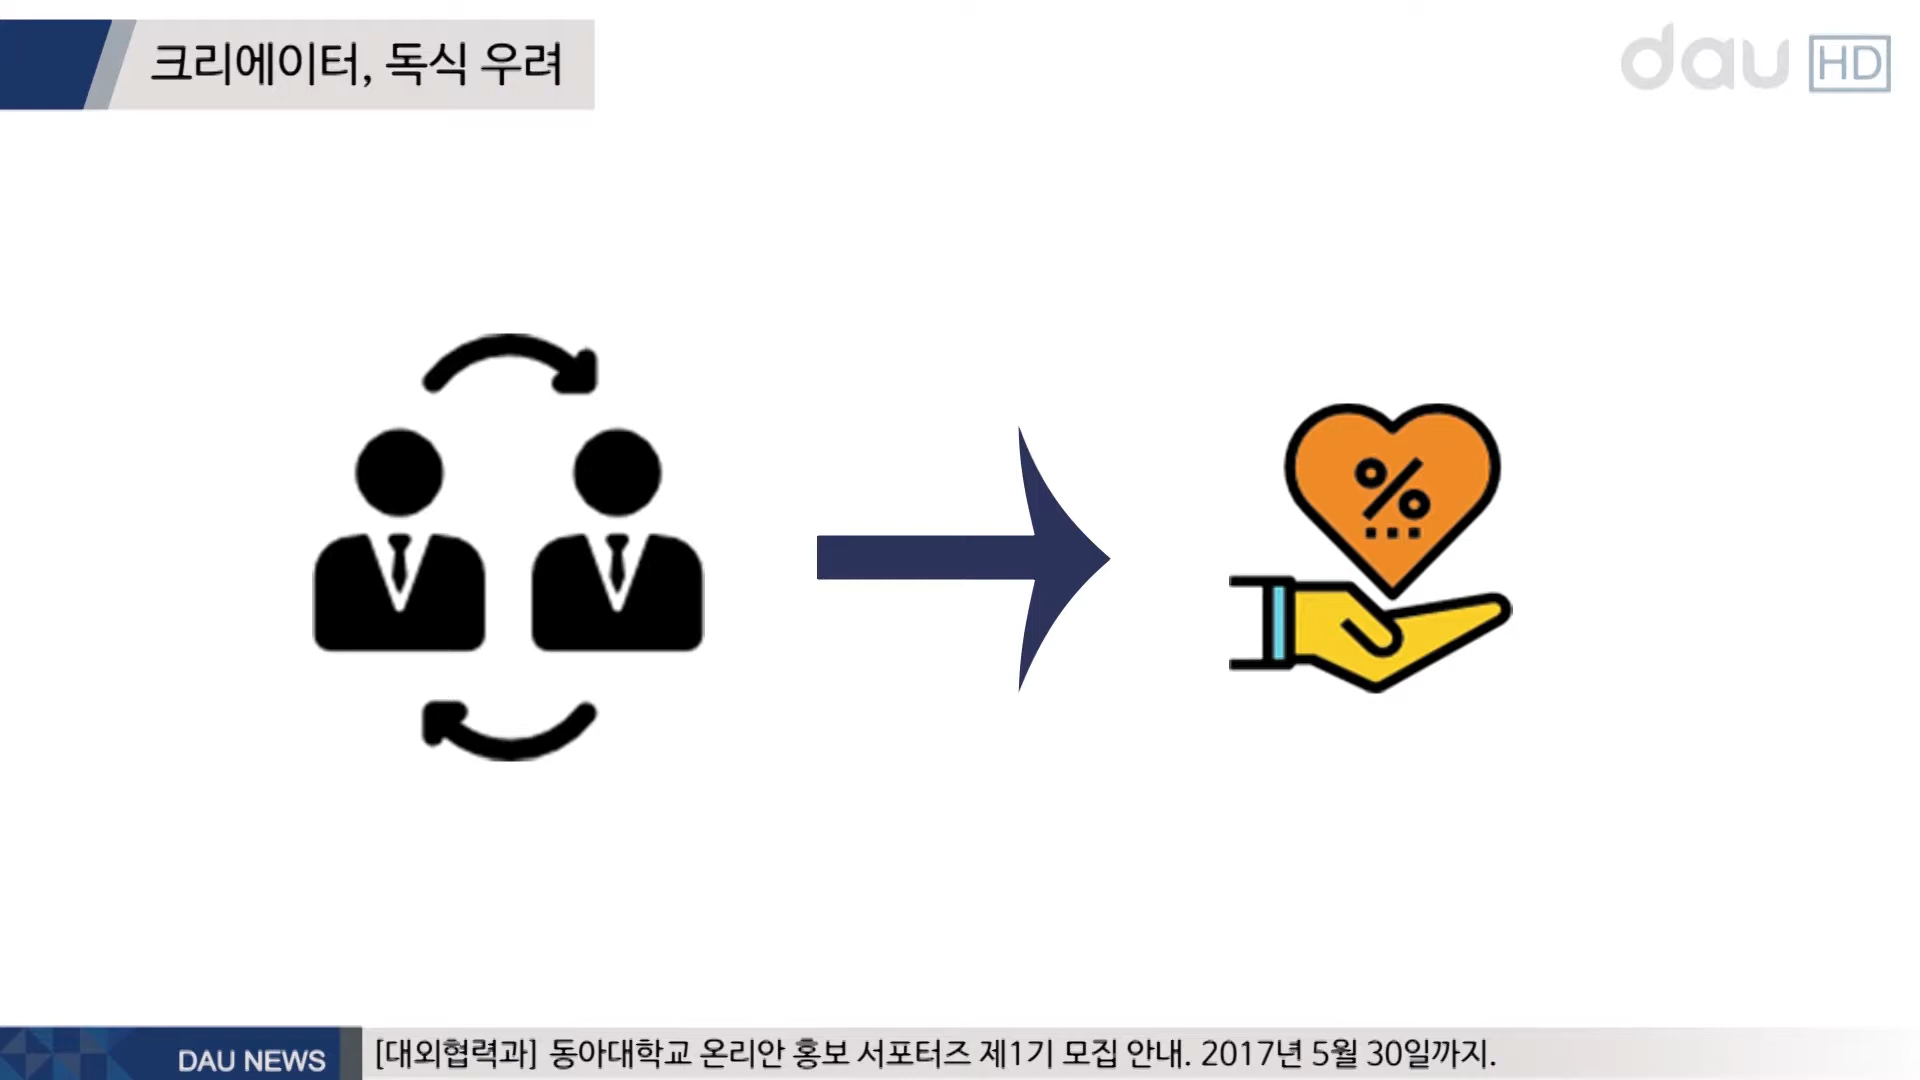 크리에이터, 독식 우려
dau HD
%
DAU NEWS
[대외협력과] 동아대학교 온리안 홍보 서포터즈 제1기 모집 안내. 2017년 5월 30일까지.